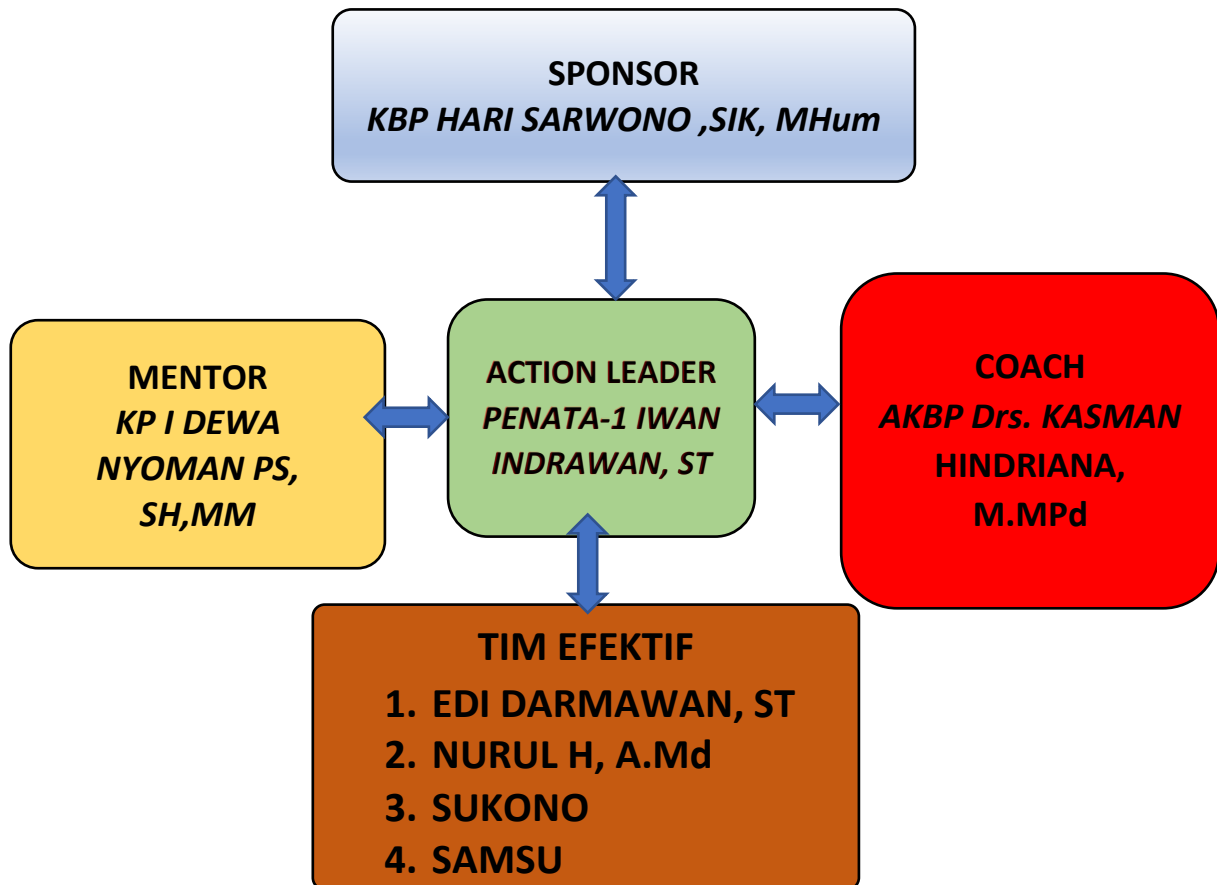 SPONSOR
KBP HARI SARWONO ,SIK, MHum
MENTOR
KP I DEWA
NYOMAN PS,
SH,MM
ACTION LEADER
PENATA-1 IWAN
INDRAWAN, ST
COACH
AKBP Drs. KASMAN
HINDRIANA,
M.MPd
TIM EFEKTIF
1. EDI DARMAWAN, ST
2. NURUL H, A.Md
3. SUKONO
4. SAMSU